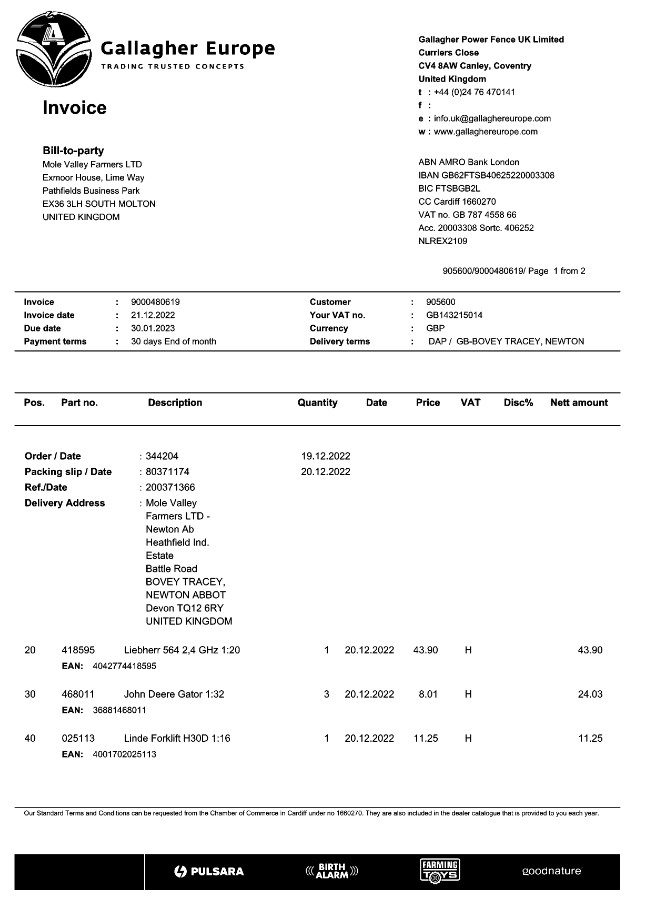 Gallagher Europe
TRADING TRUSTED CONCEPTS
Invoice
Gallagher Power Fence UK Limited
Curriers Close
CV4 8AW Canley, Coventry
United Kingdom
t : +44 (0)24 76 470141
f :
e : info.uk@gallaghereurope.com
w : www.gallaghereurope.com
Bill-to-party
Mole Valley Farmers LTD
Exmoor House, Lime Way
Pathfields Business Park
EX36 3LH SOUTH MOLTON
UNITED KINGDOM
ABN AMRO Bank London
IBAN GB62FTSB40625220003308
BIC FTSBGB2L
CC Cardiff 1660270
VAT no. GB 787 4558 66
Acc. 20003308 Sortc. 406252
NLREX2109
905600/9000480619/ Page 1 from 2
Invoice : 9000480619 Customer : 905600
Invoice date : 21.12.2022 Your VAT no. : GB143215014
Due date : 30.01.2023 Currency : GBP
Payment terms : 30 days End of month Delivery terms : DAP / GB-BOVEY TRACEY, NEWTON
Pos. Part no. Description Quantity Date Price VAT Disc% Nett amount
Order / Date : 344204 19.12.2022
Packing slip / Date : 80371174 20.12.2022
Ref./Date : 200371366
Delivery Address : Mole Valley
Farmers LTD -
Newton Ab
Heathfield Ind.
Estate
Battle Road
BOVEY TRACEY,
NEWTON ABBOT
Devon TQ12 6RY
UNITED KINGDOM
20 418595 Liebherr 564 2,4 GHz 1:20 1 20.12.2022 43.90 H 43.90
EAN: 4042774418595
30 468011 John Deere Gator 1:32 3 20.12.2022 8.01 H 24.03
EAN: 36881468011
40 025113 Linde Forklift H30D 1:16 1 20.12.2022 11.25 H 11.25
EAN: 4001702025113
Our Standard Terms and Conditions can be requested from the Chamber of Commerce In Cardiff under no 1660270. They are also included in the dealer catalogue that is provided to you each year.
PULSARA
BIRTH ALARM
FARMING TOYS
goodnature